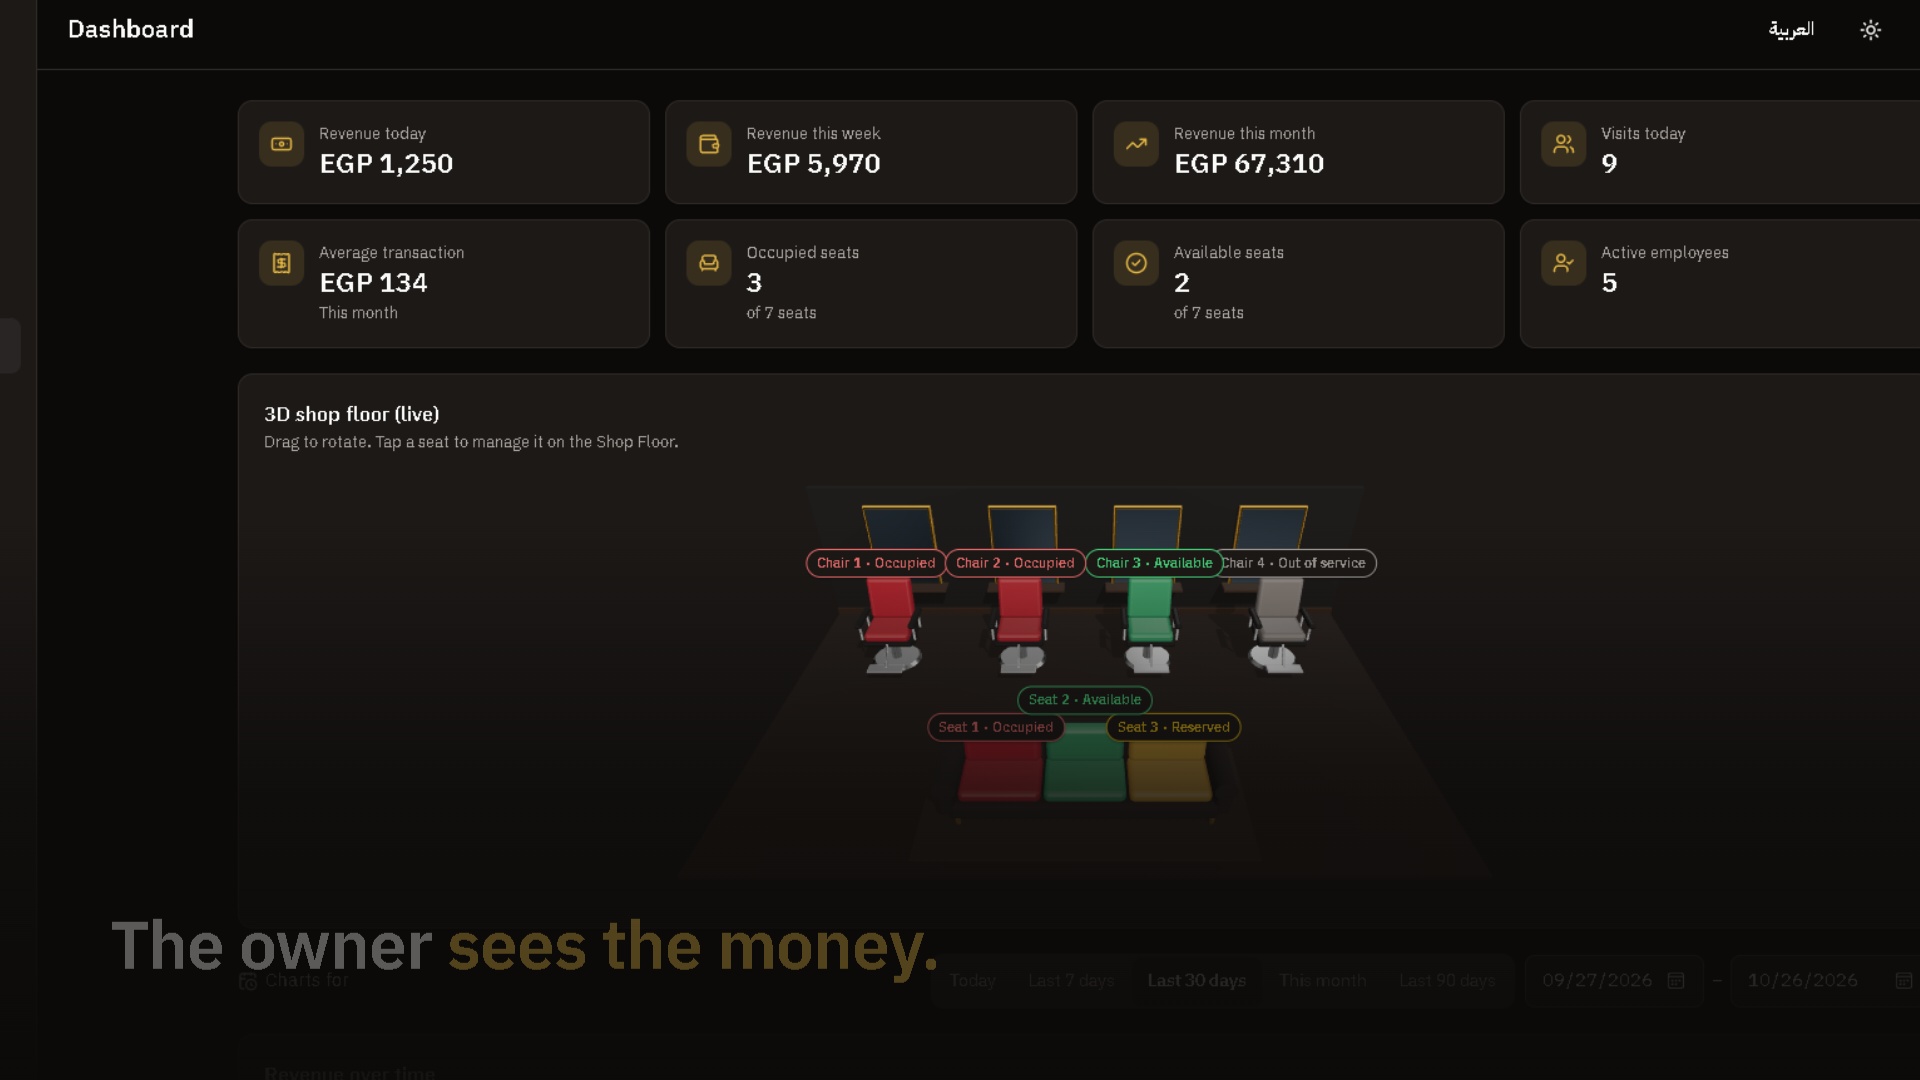 Dashboard
العربية
Revenue today
EGP 1,250
Revenue this week
EGP 5,970
Revenue this month
EGP 67,310
Visits today
9
Average transaction
EGP 134
This month
Occupied seats
3
of 7 seats
Available seats
2
of 7 seats
Active employees
5
3D shop floor (live)
Drag to rotate. Tap a seat to manage it on the Shop Floor.
Chair 1 · Occupied
Chair 2 · Occupied
Chair 3 · Available
Chair 4 · Out of service
Seat 2 · Available
Seat 1 · Occupied
Seat 3 · Reserved
The owner sees the money.
Charts for
Today
Last 7 days
Last 30 days
This month
Last 90 days
09/27/2026
–
10/26/2026
Revenue over time